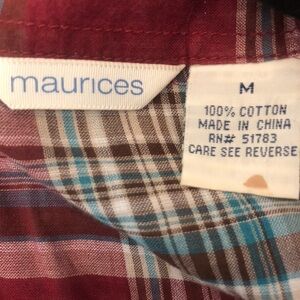 maurices
M
100% COTTON
MADE IN CHINA
RN# 51783
CARE SEE REVERSE